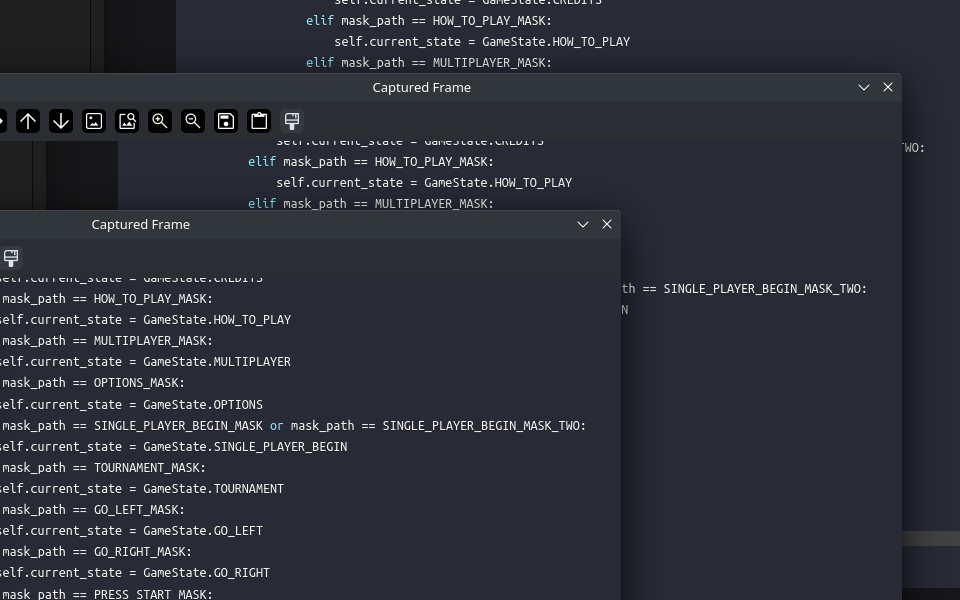 self.current_state = GameState.CREDITS
elif mask_path == HOW_TO_PLAY_MASK:
self.current_state = GameState.HOW_TO_PLAY
elif mask_path == MULTIPLAYER_MASK:
Captured Frame
TWO:
self.current_state = GameState.CREDITS
elif mask_path == HOW_TO_PLAY_MASK:
self.current_state = GameState.HOW_TO_PLAY
elif mask_path == MULTIPLAYER_MASK:
th == SINGLE_PLAYER_BEGIN_MASK_TWO:
N
Captured Frame
self.current_state = GameState.CREDITS
mask_path == HOW_TO_PLAY_MASK:
self.current_state = GameState.HOW_TO_PLAY
mask_path == MULTIPLAYER_MASK:
self.current_state = GameState.MULTIPLAYER
mask_path == OPTIONS_MASK:
self.current_state = GameState.OPTIONS
mask_path == SINGLE_PLAYER_BEGIN_MASK or mask_path == SINGLE_PLAYER_BEGIN_MASK_TWO:
self.current_state = GameState.SINGLE_PLAYER_BEGIN
mask_path == TOURNAMENT_MASK:
self.current_state = GameState.TOURNAMENT
mask_path == GO_LEFT_MASK:
self.current_state = GameState.GO_LEFT
mask_path == GO_RIGHT_MASK:
self.current_state = GameState.GO_RIGHT
mask_path == PRESS_START_MASK: